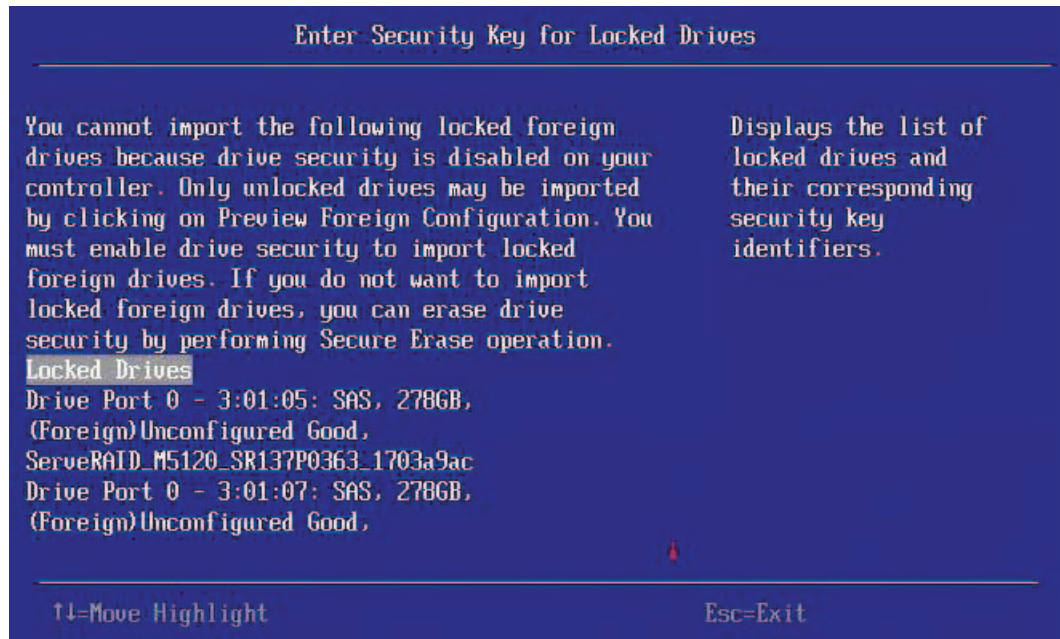 Enter Security Key for Locked Drives
You cannot import the following locked foreign
drives because drive security is disabled on your
controller. Only unlocked drives may be imported
by clicking on Preview Foreign Configuration. You
must enable drive security to import locked
foreign drives. If you do not want to import
locked foreign drives, you can erase drive
security by performing Secure Erase operation.
Locked Drives
Drive Port 0 - 3:01:05: SAS, 278GB,
(Foreign)Unconfigured Good,
ServeRAID_M5120_SR137P0363_1703a9ac
Drive Port 0 - 3:01:07: SAS, 278GB,
(Foreign)Unconfigured Good,
Displays the list of
locked drives and
their corresponding
security key
identifiers.
↑↓=Move Highlight
Esc=Exit